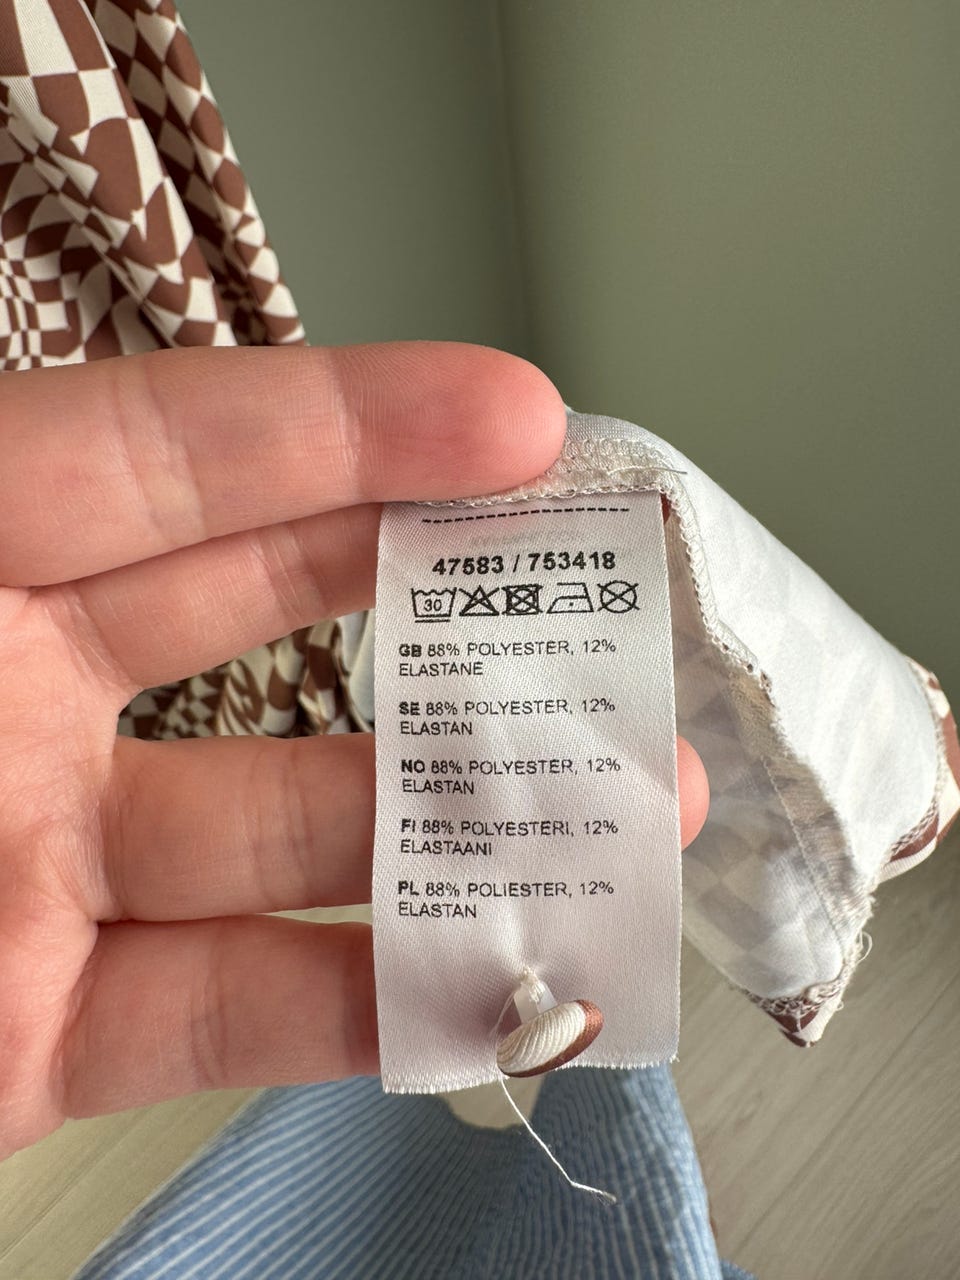 47583 / 753418
30
GB 88% POLYESTER, 12%
ELASTANE
SE 88% POLYESTER, 12%
ELASTAN
NO 88% POLYESTER, 12%
ELASTAN
FI 88% POLYESTERI, 12%
ELASTAANI
PL 88% POLIESTER, 12%
ELASTAN